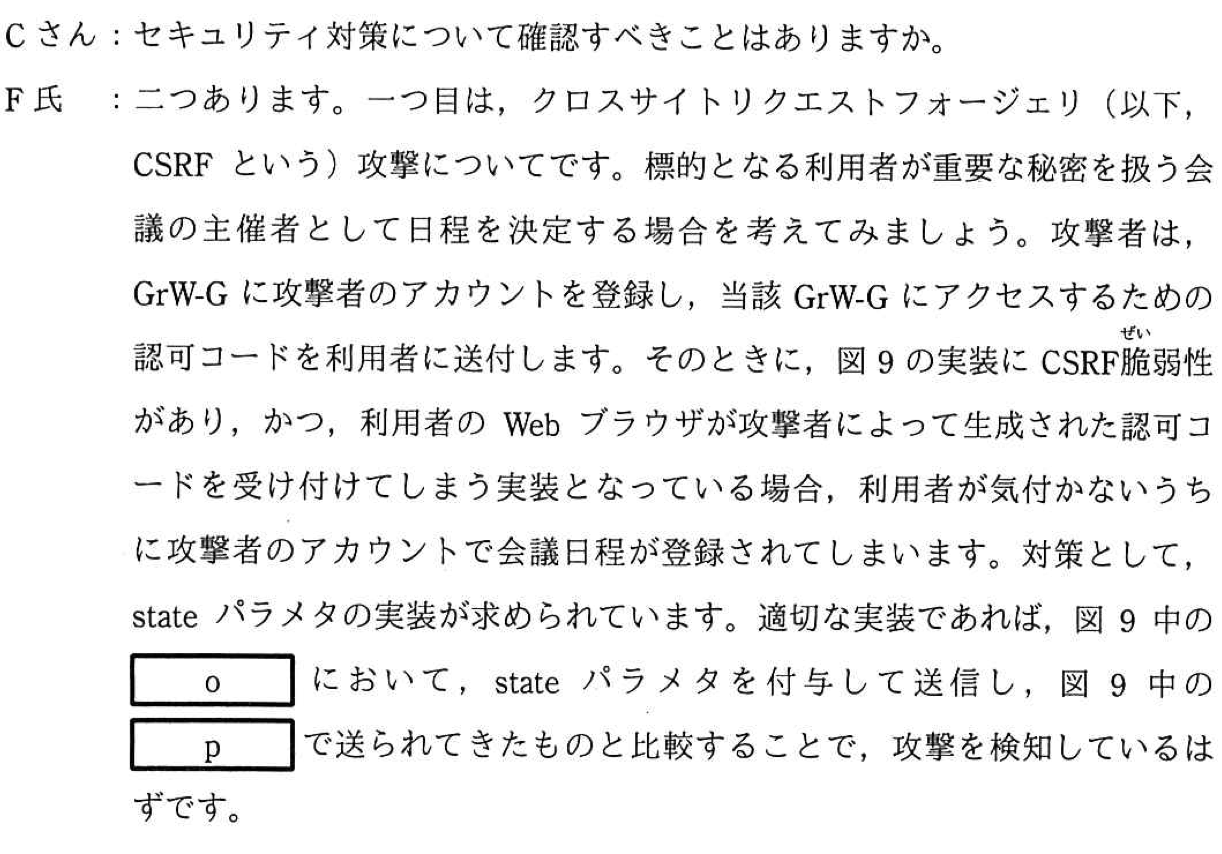 Cさん：セキュリティ対策について確認すべきことはありますか。
F氏　：二つあります。一つ目は，クロスサイトリクエストフォージェリ（以下，
CSRF という）攻撃についてです。標的となる利用者が重要な秘密を扱う会
議の主催者として日程を決定する場合を考えてみましょう。攻撃者は，
GrW-G に攻撃者のアカウントを登録し，当該 GrW-G にアクセスするための
ぜい
認可コードを利用者に送付します。そのときに，図 9 の実装に CSRF脆弱性
があり，かつ，利用者の Web ブラウザが攻撃者によって生成された認可コ
ードを受け付けてしまう実装となっている場合，利用者が気付かないうち
に攻撃者のアカウントで会議日程が登録されてしまいます。対策として，
state パラメタの実装が求められています。適切な実装であれば，図 9 中の
o において，state パラメタを付与して送信し，図 9 中の
p で送られてきたものと比較することで，攻撃を検知しているは
ずです。